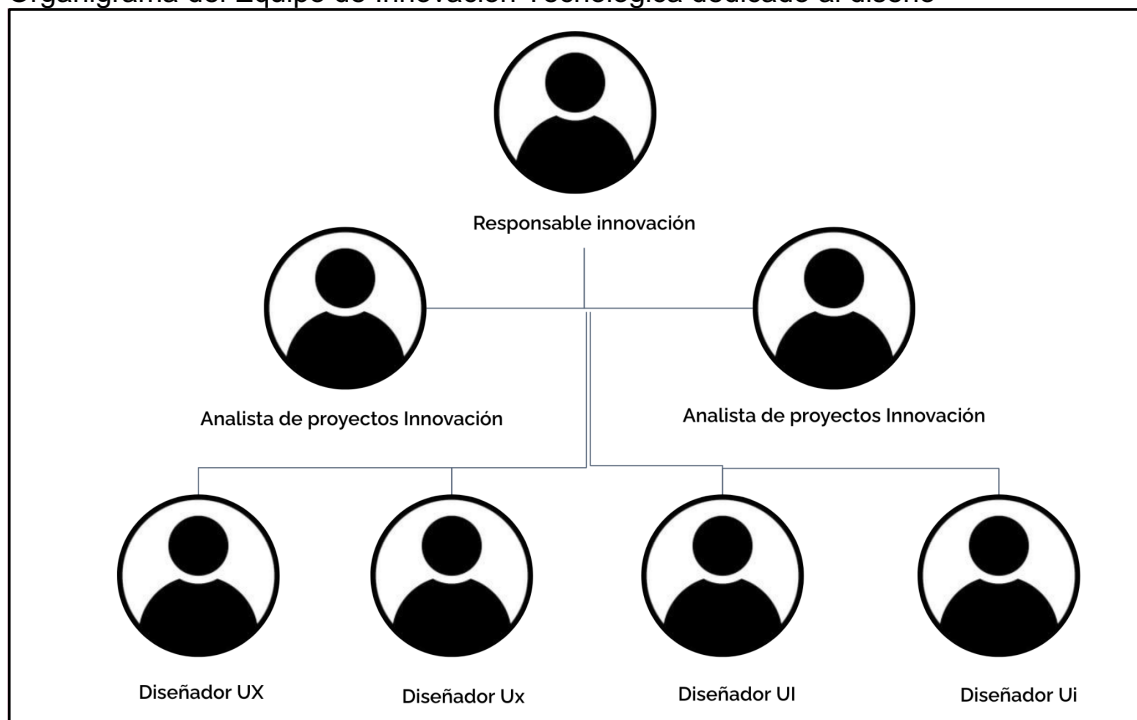 Organigrama del Equipo de Innovación Tecnológica dedicado al diseño
Responsable innovación
Analista de proyectos Innovación
Analista de proyectos Innovación
Diseñador UX
Diseñador Ux
Diseñador UI
Diseñador Ui